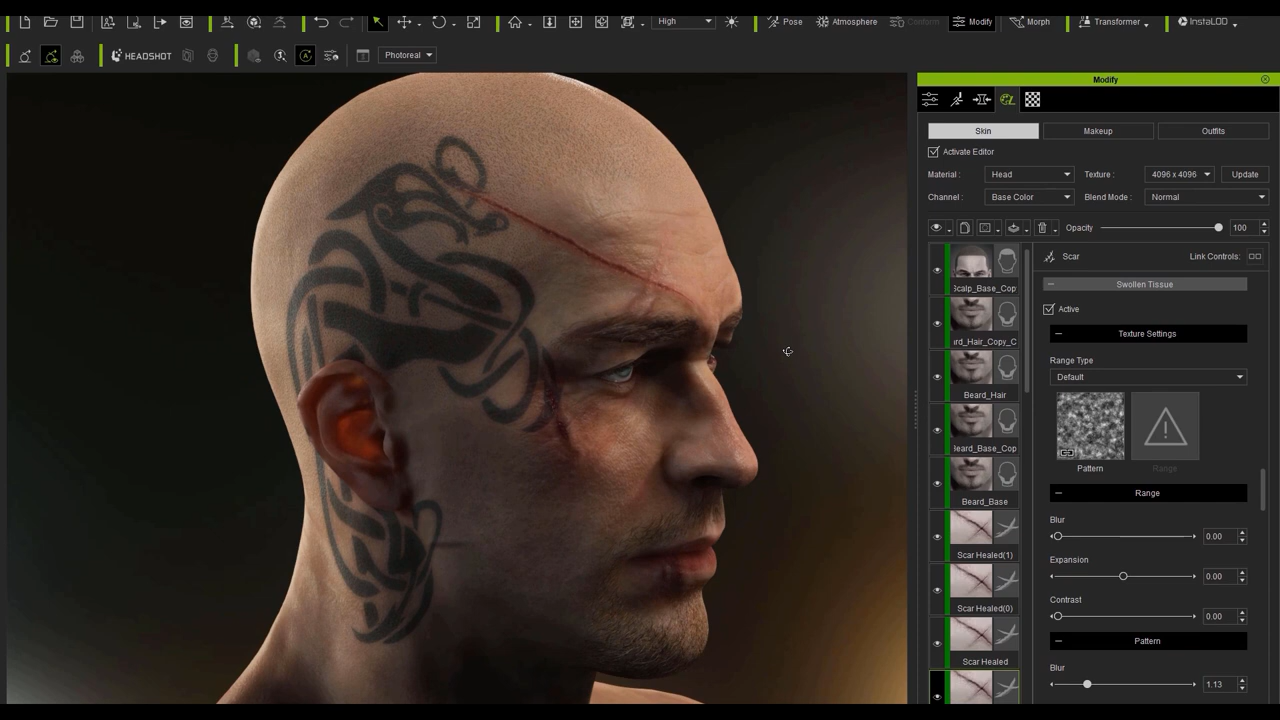 High
Pose
Atmosphere
Conform
Modify
Morph
Transformer
InstaLOD
HEADSHOT
Photoreal
Modify
Skin
Makeup
Outfits
Activate Editor
Material :
Head
Texture :
4096 x 4096
Update
Channel :
Base Color
Blend Mode :
Normal
Opacity
100
Scar
Link Controls:
Scalp_Base_Cop
Swollen Tissue
Active
ard_Hair_Copy_C
Texture Settings
Range Type
Default
Beard_Hair
Beard_Base_Cop
Pattern
Range
Beard_Base
Range
Blur
0.00
Scar Healed(1)
Expansion
0.00
Scar Healed(0)
Contrast
0.00
Pattern
Scar Healed
Blur
1.13